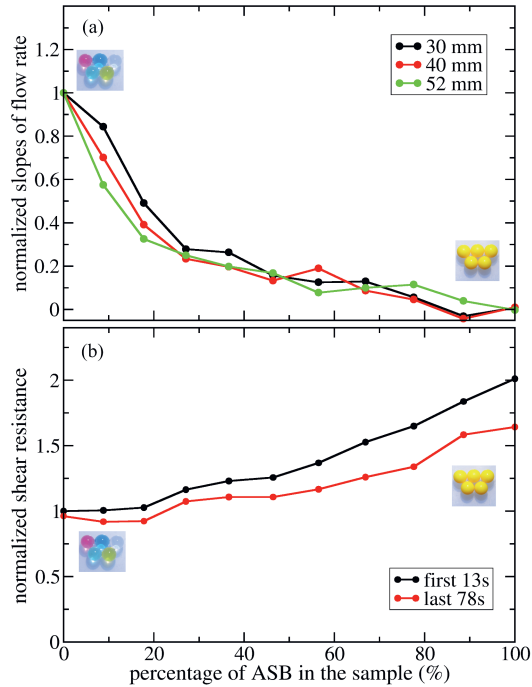 (a)
30 mm
40 mm
52 mm
1.2
1
0.8
0.6
0.4
0.2
0
normalized slopes of flow rate
(b)
2
1.5
1
0.5
0
normalized shear resistance
first 13s
last 78s
0 20 40 60 80 100
percentage of ASB in the sample (%)